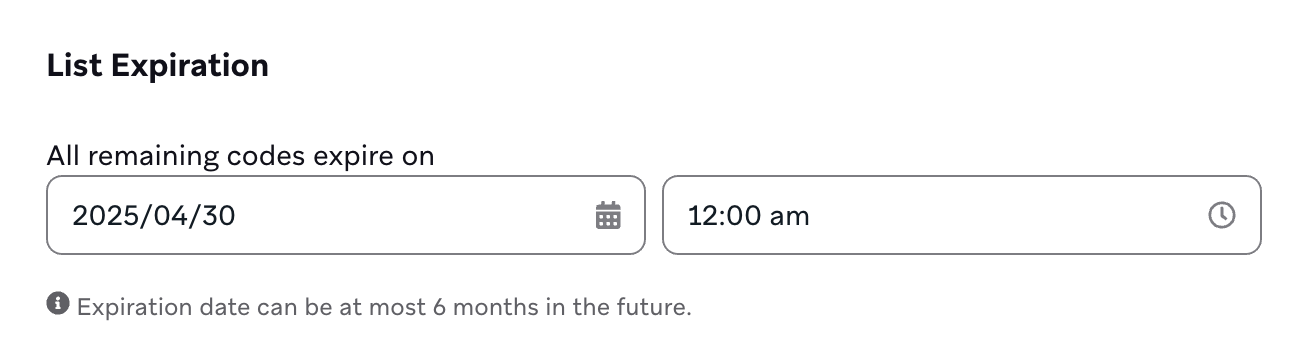 List Expiration
All remaining codes expire on
2025/04/30 12:00 am
Expiration date can be at most 6 months in the future.